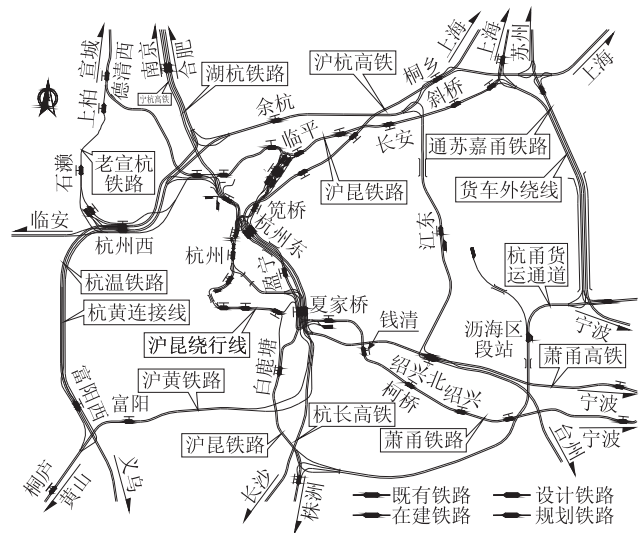 上海
上海
苏州
上海
宣城
德清西
南京
合肥
湖杭铁路
沪杭高铁
桐乡
斜桥
上柏
宁杭高铁
余杭
临平
长安
通苏嘉甬铁路
石濑
老宣杭
铁路
沪昆铁路
货车外绕线
临安
杭州西
笕桥
杭州东
杭州
江东
杭甬货
运通道
杭温铁路
盈宁
杭黄连接线
夏家桥
钱清
沥海区
段站
宁波
沪昆绕行线
白鹿塘
萧甬高铁
沪黄铁路
绍兴北
绍兴
柯桥
富阳西
富阳
杭长高铁
宁波
沪昆铁路
萧甬铁路
台州
宁波
桐庐
黄山
义乌
长沙
株洲
既有铁路
设计铁路
在建铁路
规划铁路